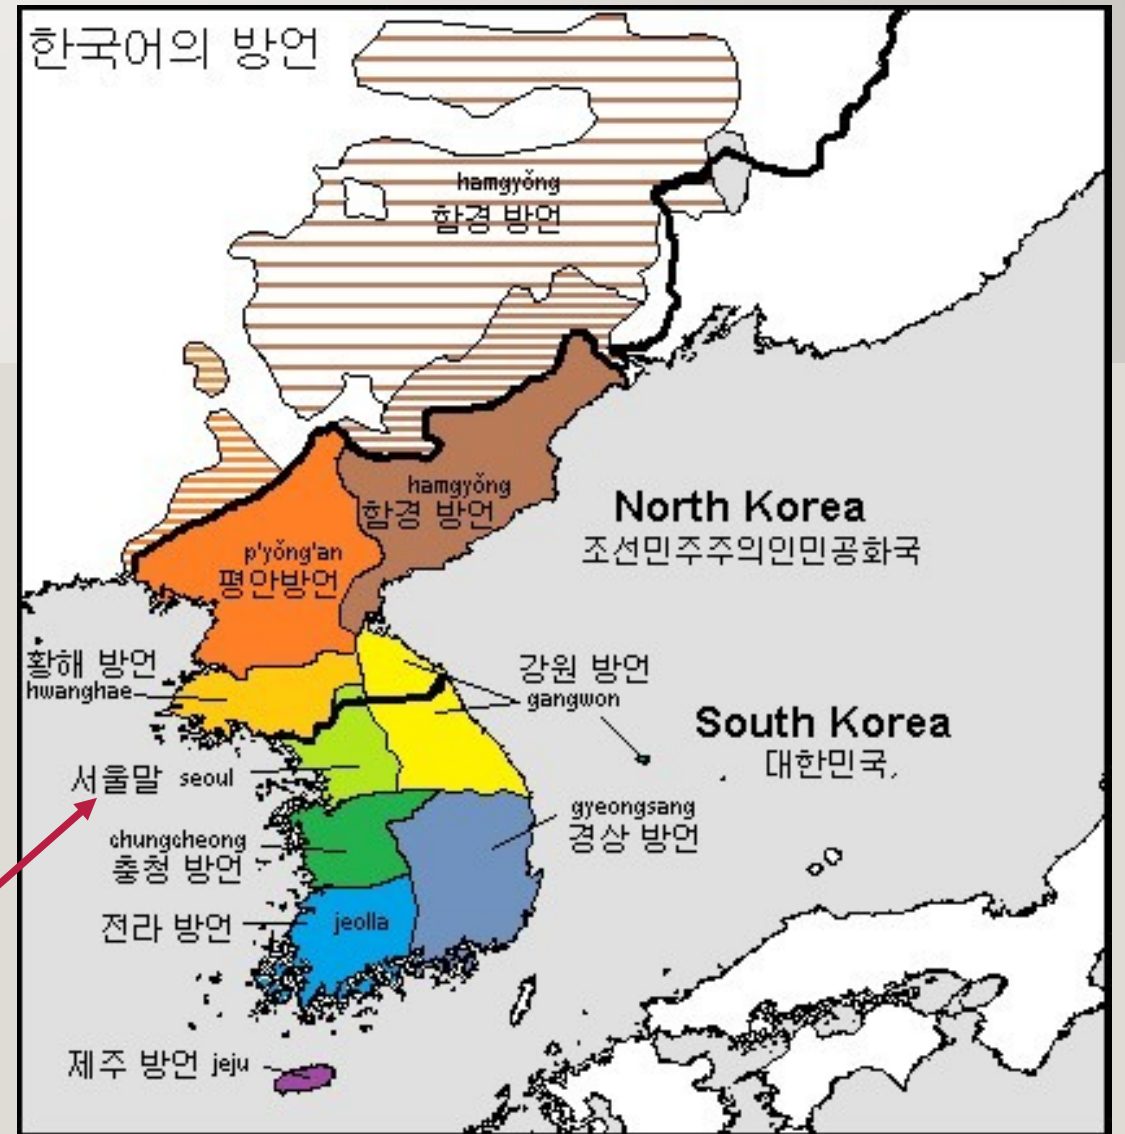 한국어의 방언
hamgyǒng
함경 방언
hamgyǒng
함경 방언
North Korea
조선민주주의인민공화국
p'yǒng'an
평안방언
황해 방언
hwanghae
강원 방언
gangwon
South Korea
대한민국
서울말 seoul
gyeongsang
경상 방언
chungcheong
충청 방언
전라 방언
jeolla
제주 방언 jeju